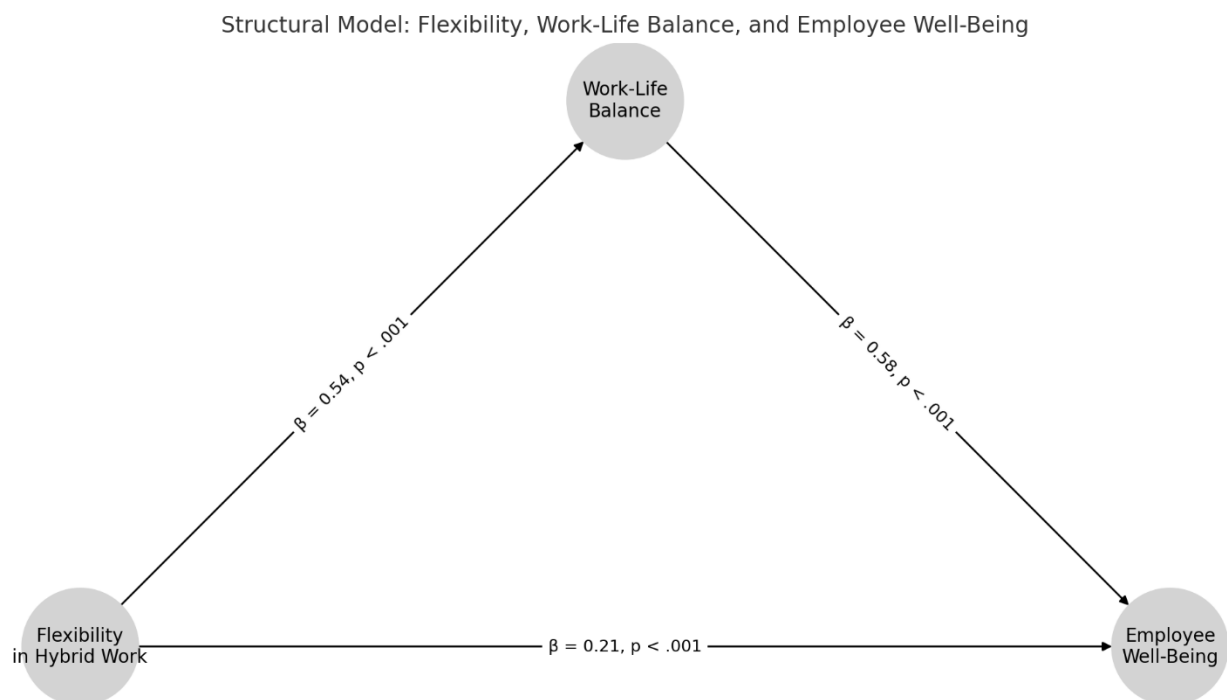 Structural Model: Flexibility, Work-Life Balance, and Employee Well-Being
Work-Life
Balance
β = 0.54, p < .001
β = 0.58, p < .001
Flexibility
in Hybrid Work
β = 0.21, p < .001
Employee
Well-Being